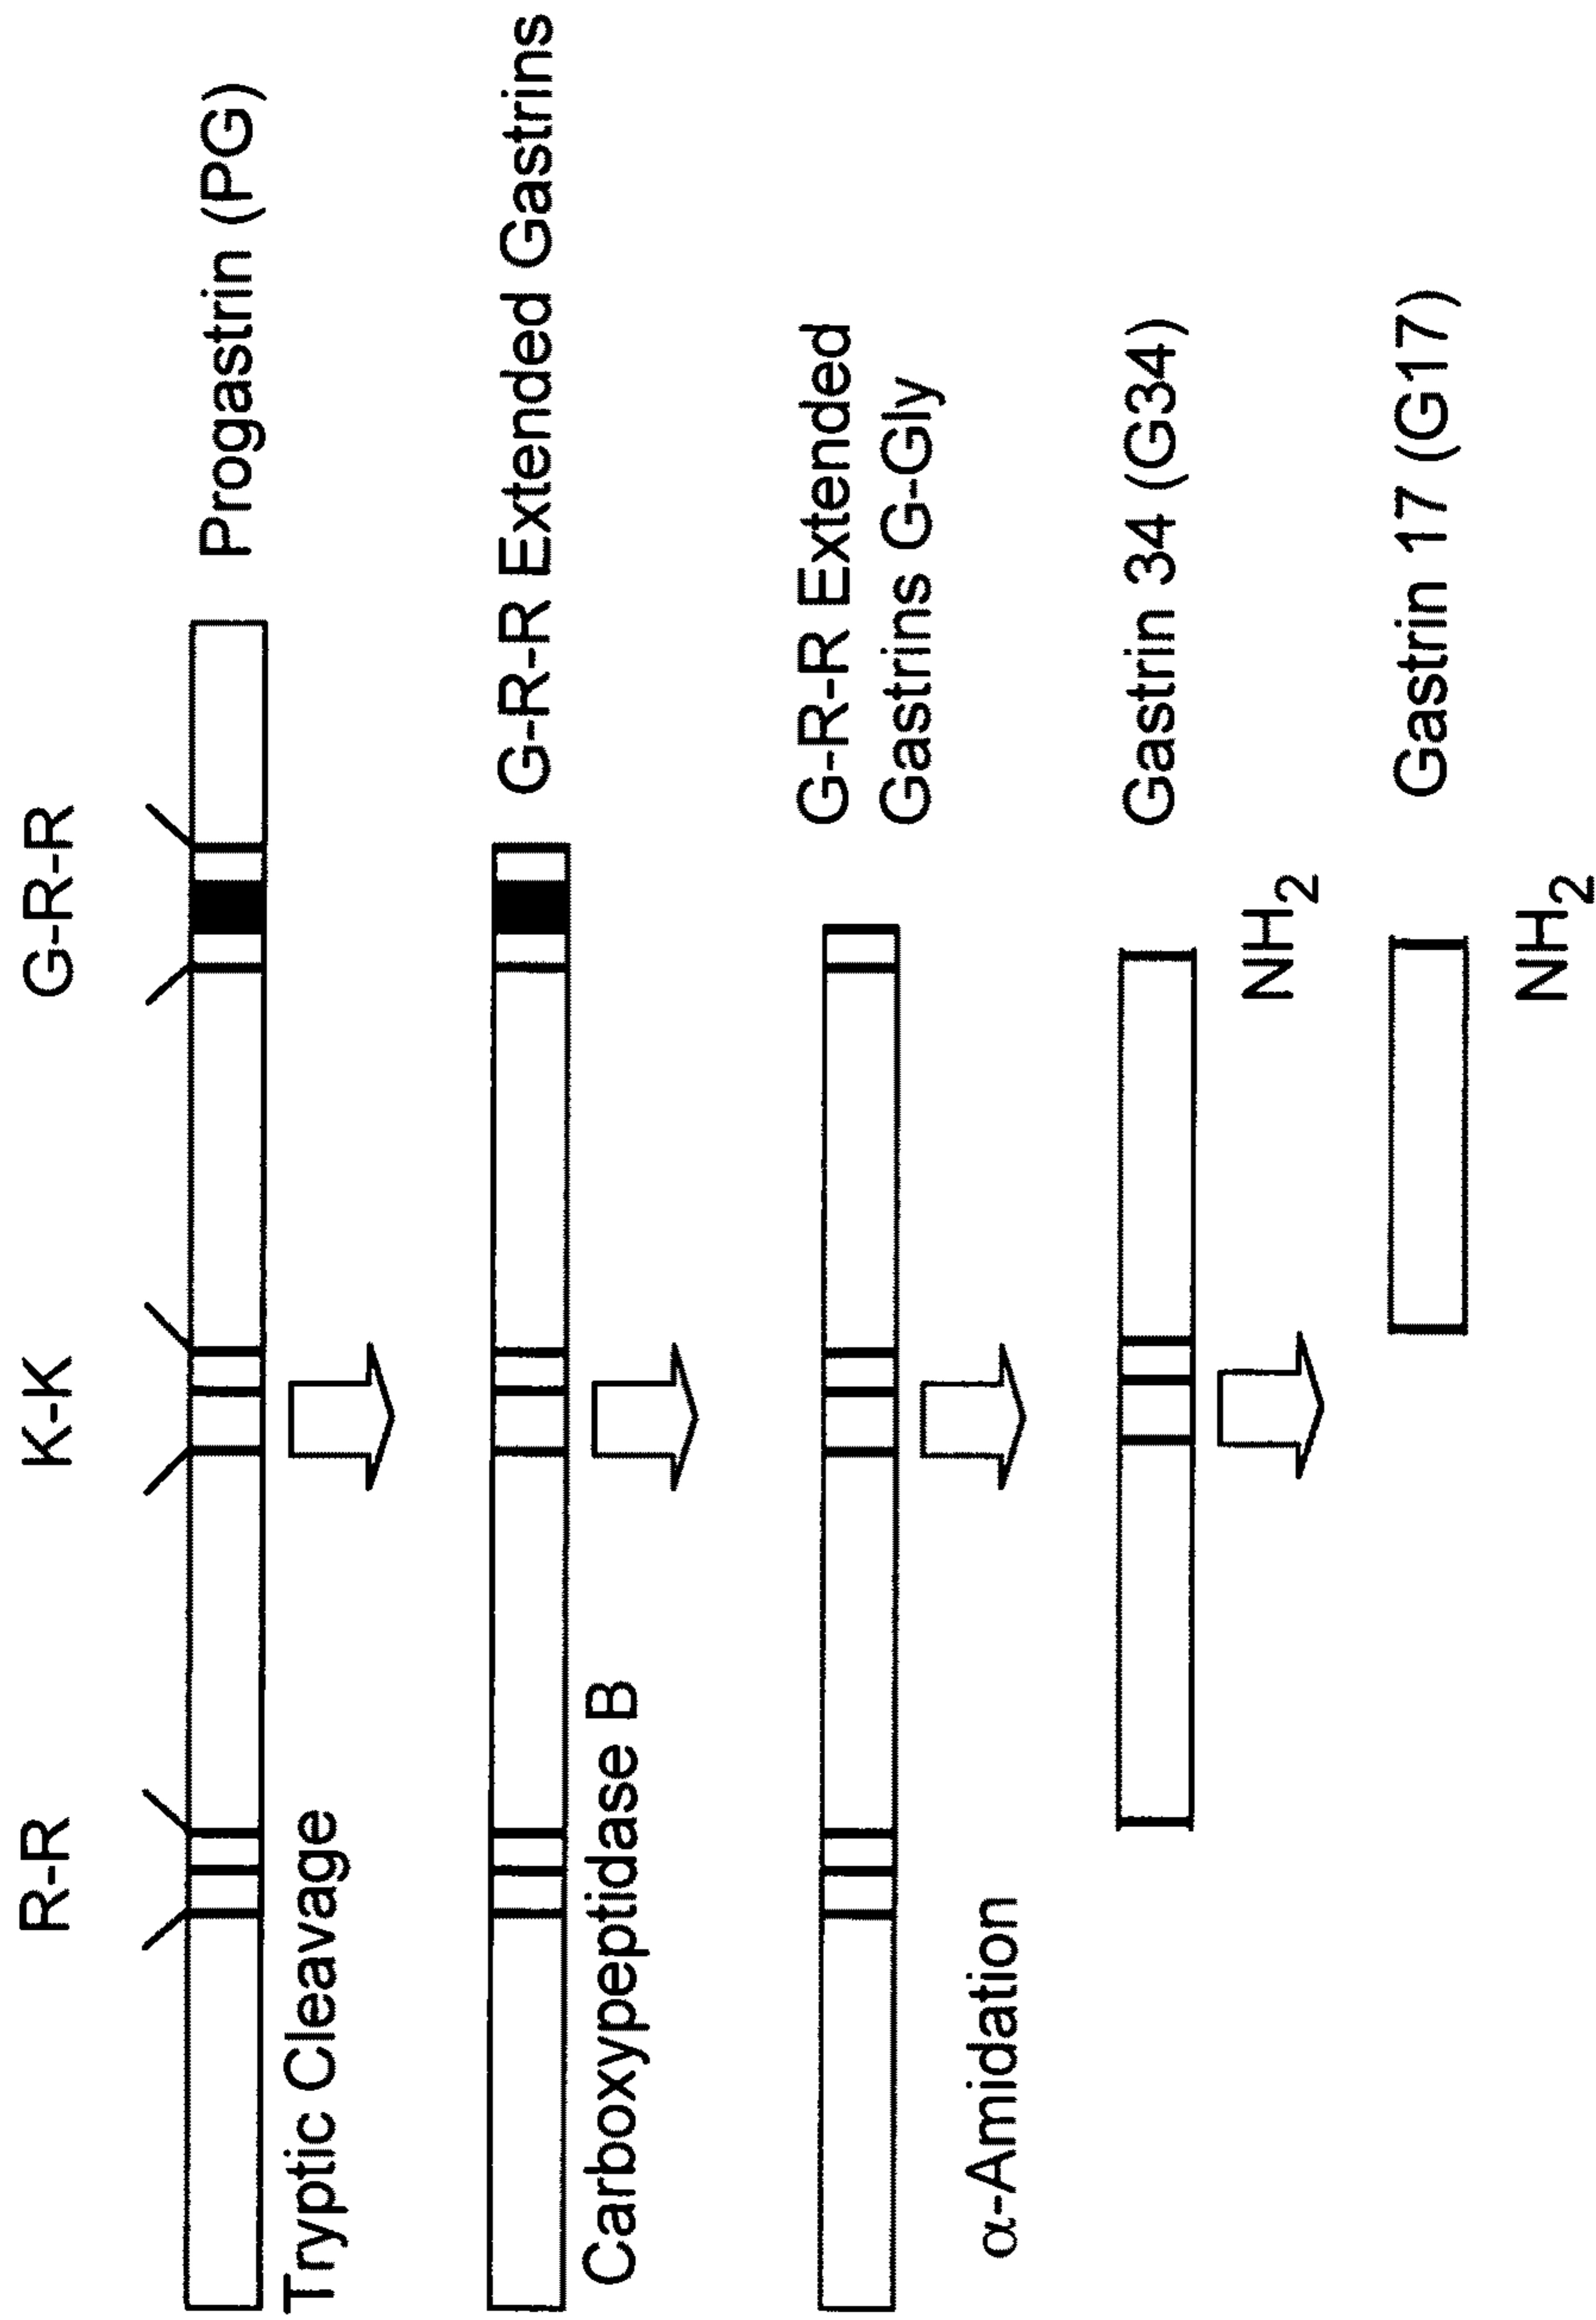 R-R K-K G-R-R
Progastrin (PG)
Tryptic Cleavage
G-R-R Extended Gastrins
Carboxypeptidase B
G-R-R Extended
Gastrins G-Gly
α-Amidation
Gastrin 34 (G34)
NH2
Gastrin 17 (G17)
NH2